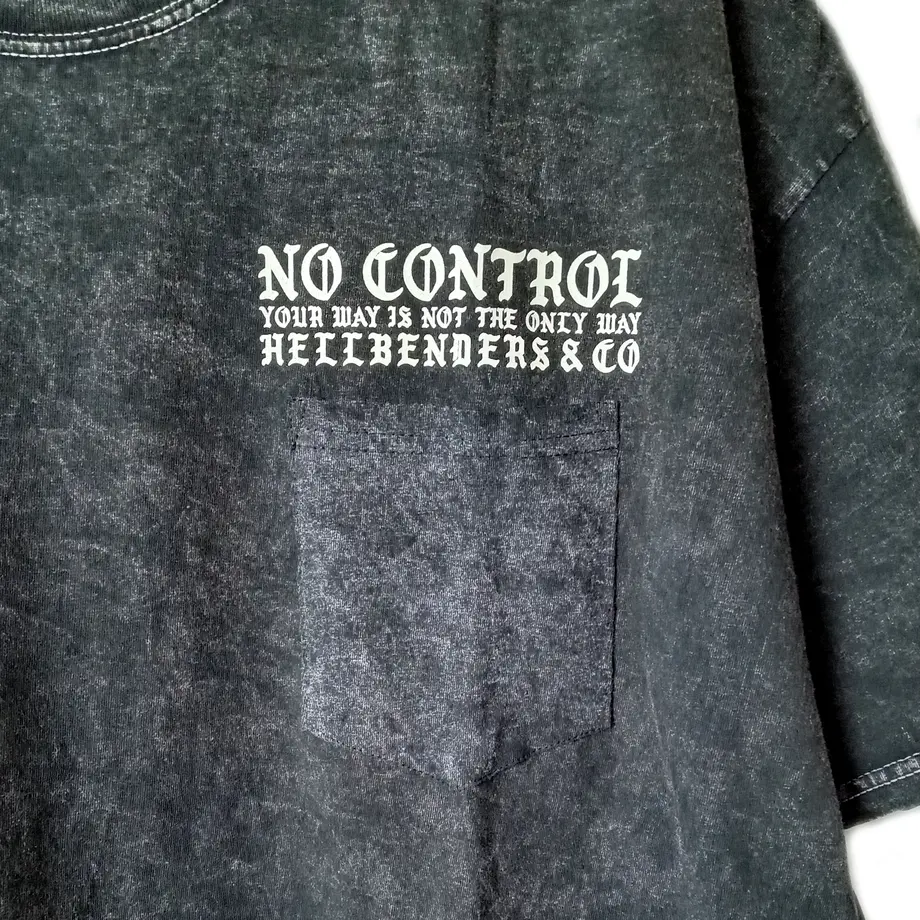 NO CONTROL
YOUR WAY IS NOT THE ONLY WAY
HELLBENDERS & CO